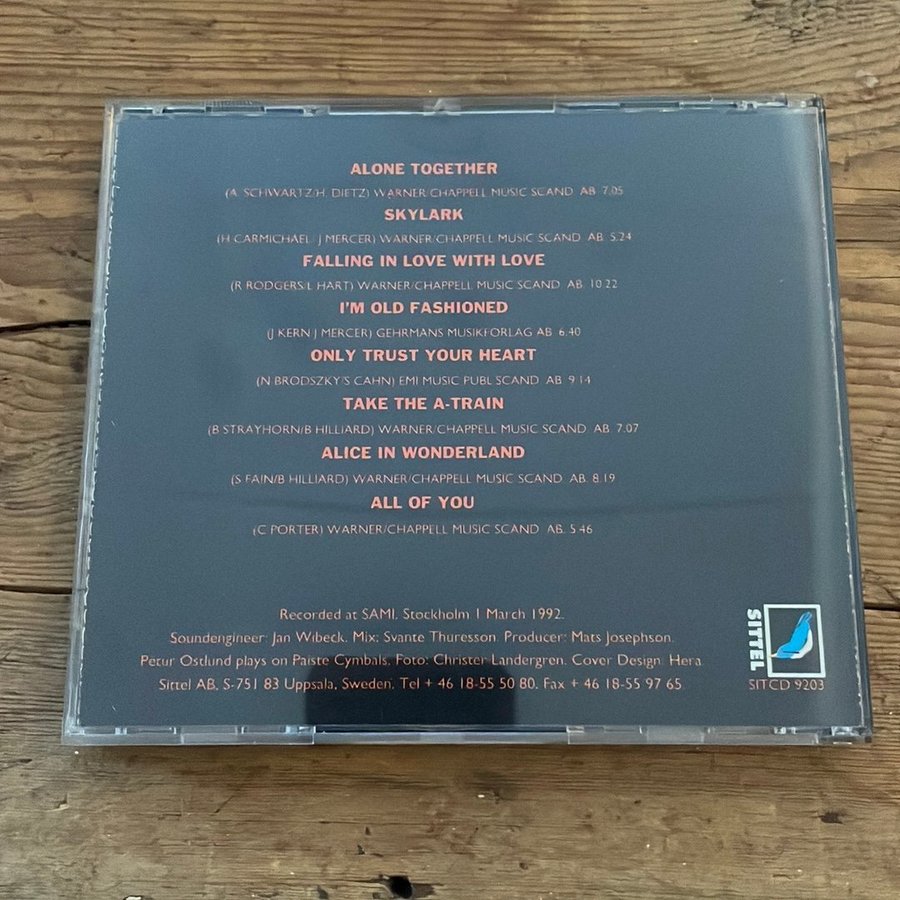 ALONE TOGETHER
(A. SCHWARTZ/H. DIETZ) WARNER/CHAPPELL MUSIC SCAND AB 7.05
SKYLARK
(H CARMICHAEL/J MERCER) WARNER/CHAPPELL MUSIC SCAND AB. 5.24
FALLING IN LOVE WITH LOVE
(R RODGERS/L HART) WARNER/CHAPPELL MUSIC SCAND AB. 10.22
I'M OLD FASHIONED
(J KERN/J MERCER) GEHRMANS MUSIKFORLAG AB 6.40
ONLY TRUST YOUR HEART
(N BRODSZKY'S CAHN) EMI MUSIC PUBL SCAND AB 9.14
TAKE THE A-TRAIN
(B STRAYHORN/B HILLIARD) WARNER/CHAPPELL MUSIC SCAND AB. 7.07
ALICE IN WONDERLAND
(S FAIN/B HILLIARD) WARNER/CHAPPELL MUSIC SCAND AB. 8.19
ALL OF YOU
(C PORTER) WARNER/CHAPPELL MUSIC SCAND AB. 5.46
Recorded at SAMI, Stockholm 1 March 1992.
Soundengineer: Jan Wibeck. Mix: Svante Thuresson. Producer: Mats Josephson.
Petur Ostlund plays on Paiste Cymbals. Foto: Christer Landergren. Cover Design: Hera.
Sittel AB, S-751 83 Uppsala, Sweden. Tel + 46 18-55 50 80. Fax + 46 18-55 97 65.
SITTEL
SITCD 9203